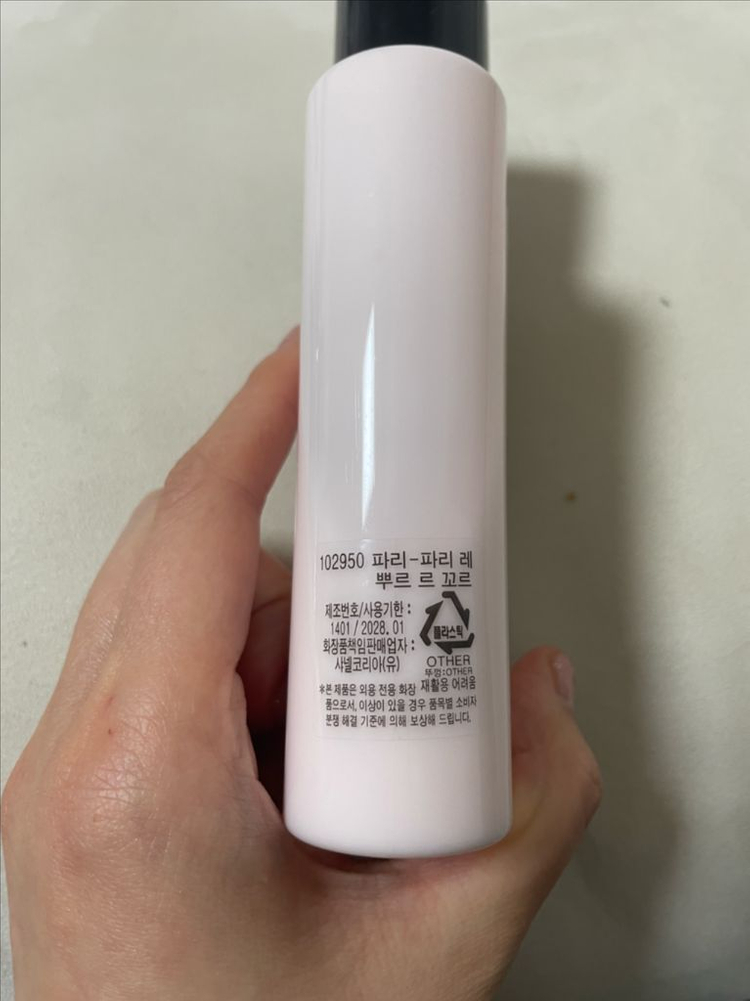 102950 파리-파리 레
뿌르 르 꼬르
제조번호/사용기한 :
1401 / 2028. 01
화장품책임판매업자 :
샤넬코리아(유)
플라스틱
OTHER
뚜껑:OTHER
재활용 어려움
*본 제품은 외용 전용 화장
품으로서, 이상이 있을 경우 품목별 소비자
분쟁 해결 기준에 의해 보상해 드립니다.